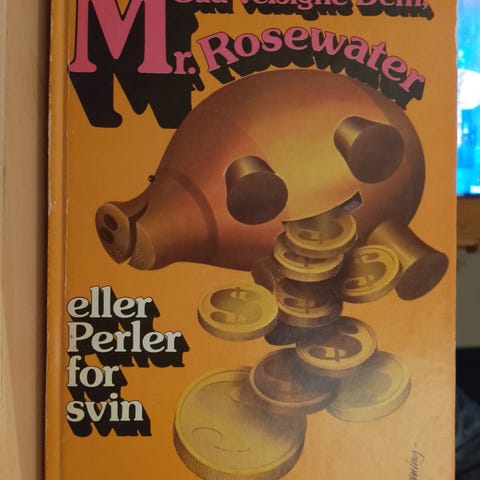 Gud velsigne Dem,
Mr. Rosewater
eller
Perler
for
svin